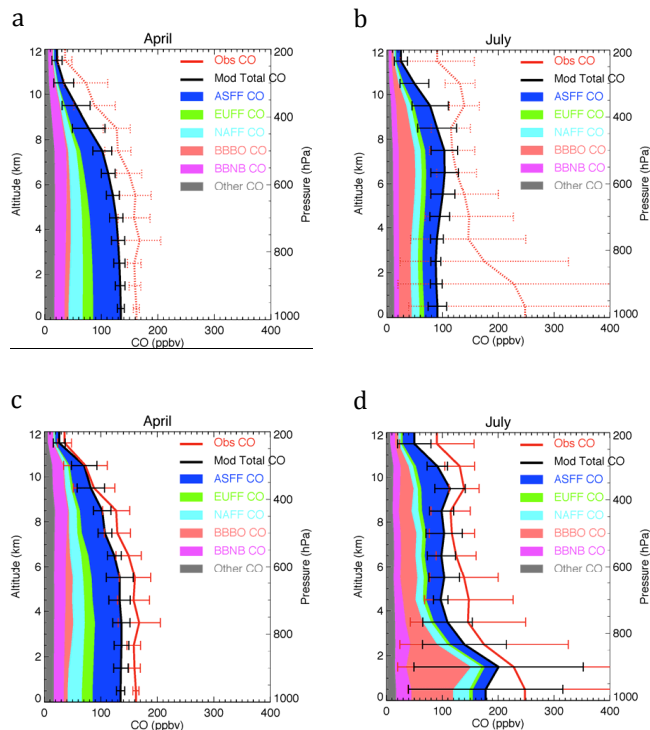 a
April
12
10
8
6
4
2
0
Altitude (km)
200
400
600
800
1000
Pressure (hPa)
Obs CO
Mod Total CO
ASFF CO
EUFF CO
NAFF CO
BBBO CO
BBNB CO
Other CO
0 100 200 300 400
CO (ppbv)
b
July
12
10
8
6
4
2
0
Altitude (km)
200
400
600
800
1000
Pressure (hPa)
Obs CO
Mod Total CO
ASFF CO
EUFF CO
NAFF CO
BBBO CO
BBNB CO
Other CO
0 100 200 300 400
CO (ppbv)
c
April
12
10
8
6
4
2
0
Altitude (km)
200
400
600
800
1000
Pressure (hPa)
Obs CO
Mod Total CO
ASFF CO
EUFF CO
NAFF CO
BBBO CO
BBNB CO
Other CO
0 100 200 300 400
CO (ppbv)
d
July
12
10
8
6
4
2
0
Altitude (km)
200
400
600
800
1000
Pressure (hPa)
Obs CO
Mod Total CO
ASFF CO
EUFF CO
NAFF CO
BBBO CO
BBNB CO
Other CO
0 100 200 300 400
CO (ppbv)